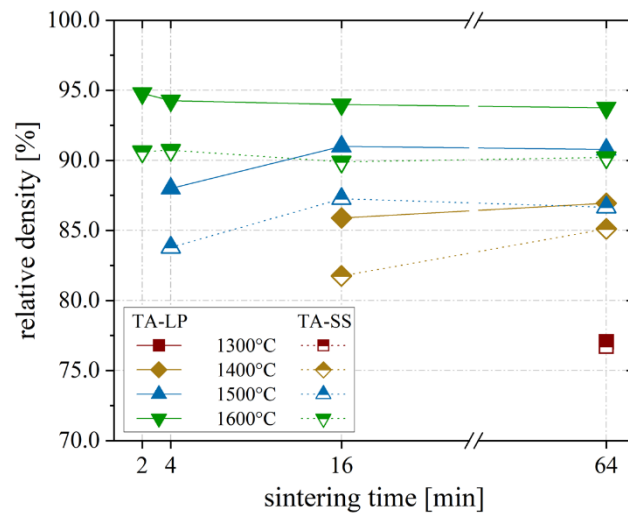 100.0
95.0
90.0
85.0
80.0
75.0
70.0
relative density [%]
TA-LP TA-SS
1300°C
1400°C
1500°C
1600°C
2 4 16 64
sintering time [min]